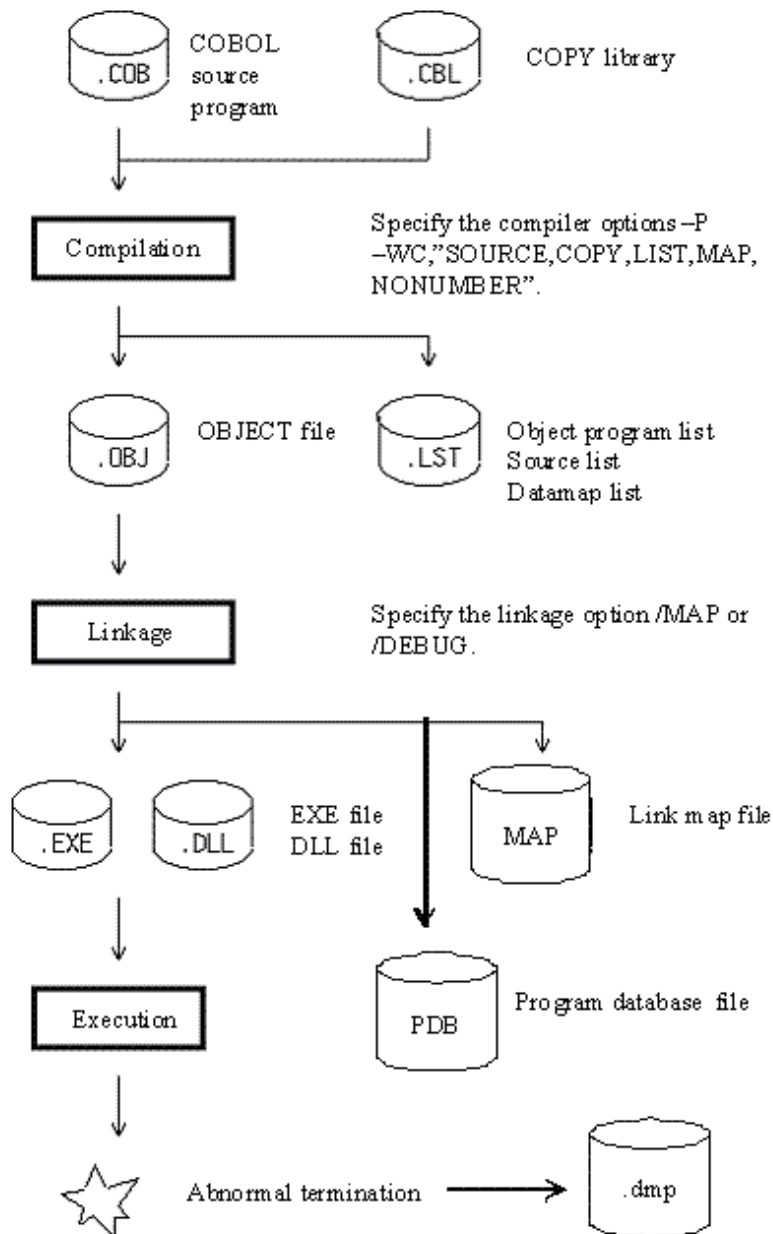 .COB
COBOL
source
program
.CBL
COPY library
Compilation
Specify the compiler options –P
–WC,”SOURCE,COPY,LIST,MAP,
NONUMBER”.
.OBJ
OBJECT file
.LST
Object program list
Source list
Datamap list
Linkage
Specify the linkage option /MAP or
/DEBUG.
.EXE
.DLL
EXE file
DLL file
MAP
Link map file
Execution
PDB
Program database file
Abnormal termination
.dmp